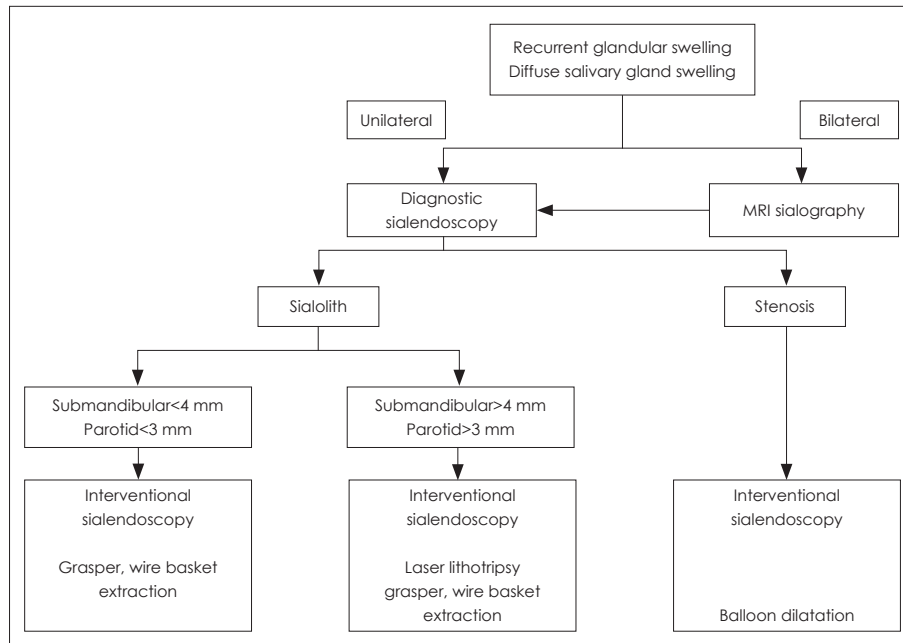 Recurrent glandular swelling
Diffuse salivary gland swelling
Unilateral
Bilateral
Diagnostic
sialendoscopy
MRI sialography
Sialolith
Stenosis
Submandibular<4 mm
Parotid<3 mm
Submandibular>4 mm
Parotid>3 mm
Interventional
sialendoscopy
Grasper, wire basket
extraction
Interventional
sialendoscopy
Laser lithotripsy
grasper, wire basket
extraction
Interventional
sialendoscopy
Balloon dilatation